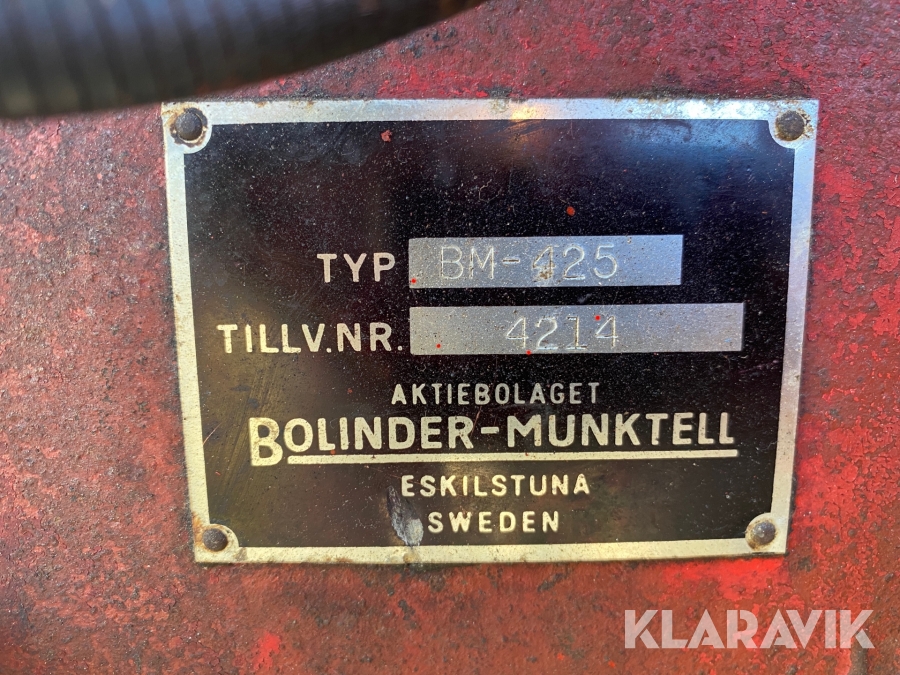 TYP BM-425
TILLV.NR. 4214
AKTIEBOLAGET
BOLINDER-MUNKTELL
ESKILSTUNA
SWEDEN
KLARAVIK